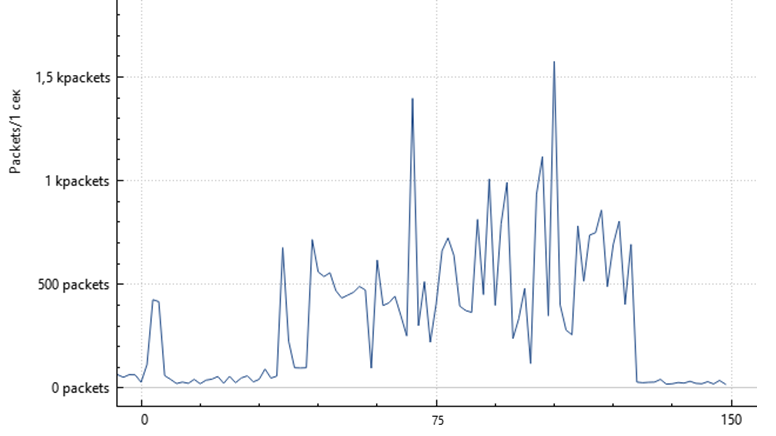 1,5 kpackets
1 kpackets
500 packets
0 packets
Packets/1 сек
0 75 150